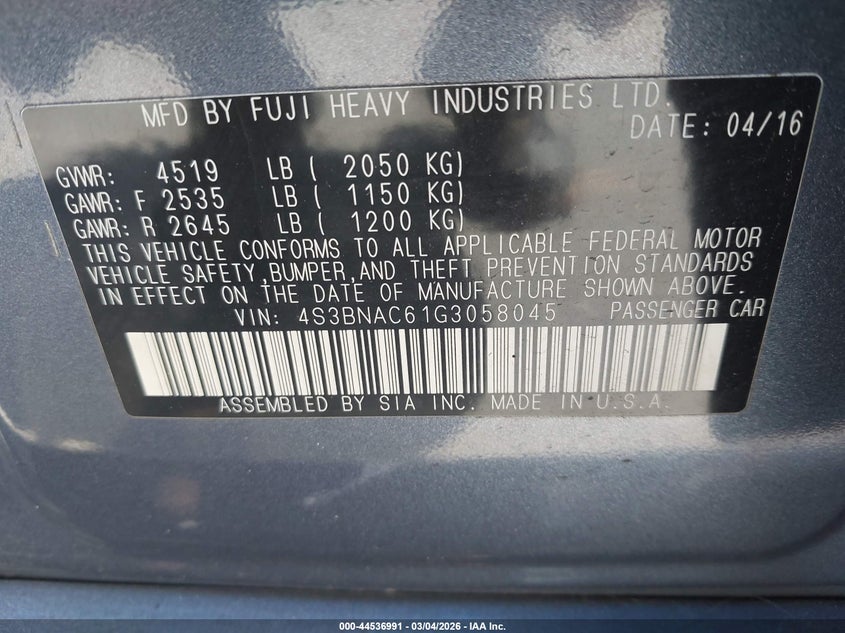 MFD BY FUJI HEAVY INDUSTRIES LTD.
DATE: 04/16
GVWR: 4519 LB ( 2050 KG)
GAWR: F 2535 LB ( 1150 KG)
GAWR: R 2645 LB ( 1200 KG)
THIS VEHICLE CONFORMS TO ALL APPLICABLE FEDERAL MOTOR
VEHICLE SAFETY,BUMPER,AND THEFT PREVENTION STANDARDS
IN EFFECT ON THE DATE OF MANUFACTURE SHOWN ABOVE.
VIN: 4S3BNAC61G3058045 PASSENGER CAR
ASSEMBLED BY SIA INC. MADE IN U.S.A.
000-44536991 — 03/04/2026 — IAA Inc.